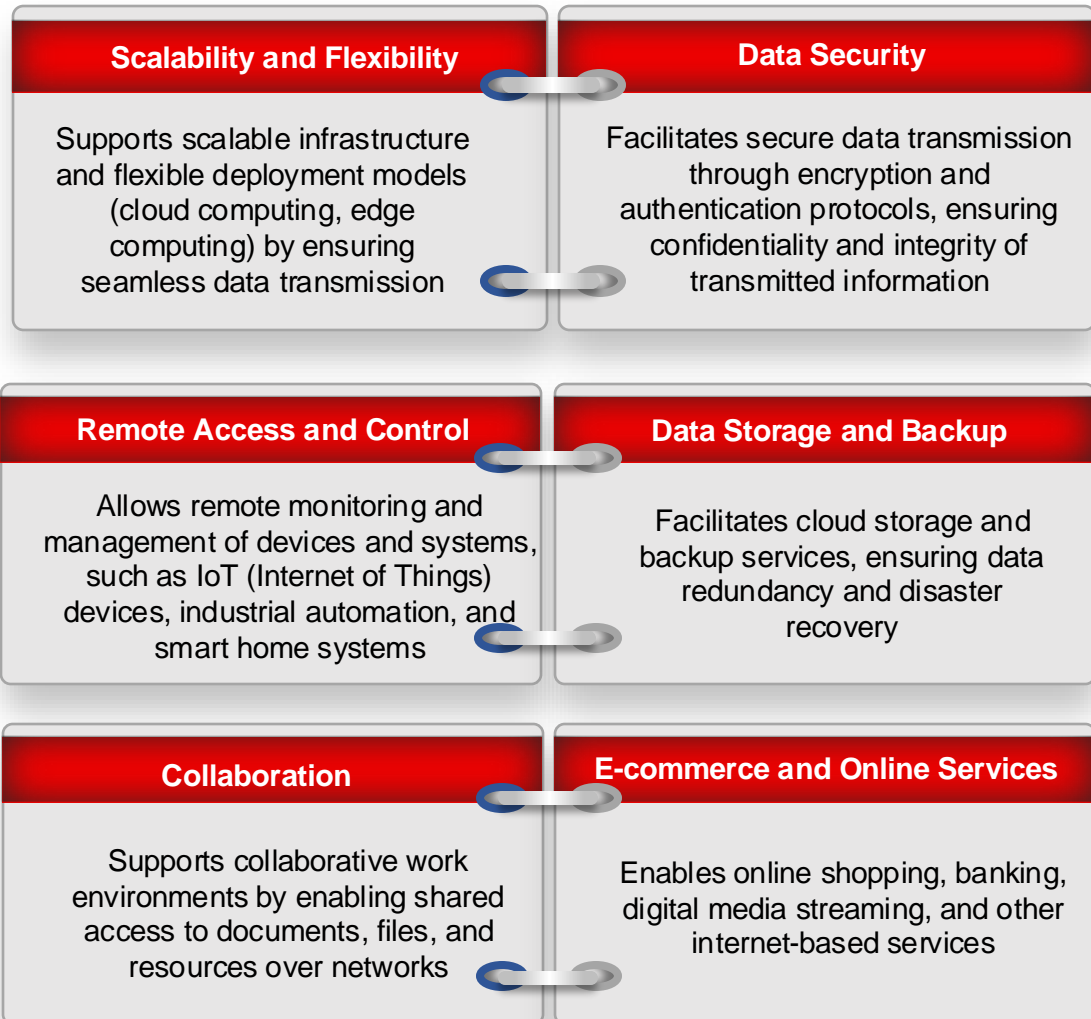 Scalability and Flexibility
Supports scalable infrastructure
and flexible deployment models
(cloud computing, edge
computing) by ensuring
seamless data transmission
Data Security
Facilitates secure data transmission
through encryption and
authentication protocols, ensuring
confidentiality and integrity of
transmitted information
Remote Access and Control
Allows remote monitoring and
management of devices and systems,
such as IoT (Internet of Things)
devices, industrial automation, and
smart home systems
Data Storage and Backup
Facilitates cloud storage and
backup services, ensuring data
redundancy and disaster
recovery
Collaboration
Supports collaborative work
environments by enabling shared
access to documents, files, and
resources over networks
E-commerce and Online Services
Enables online shopping, banking,
digital media streaming, and other
internet-based services